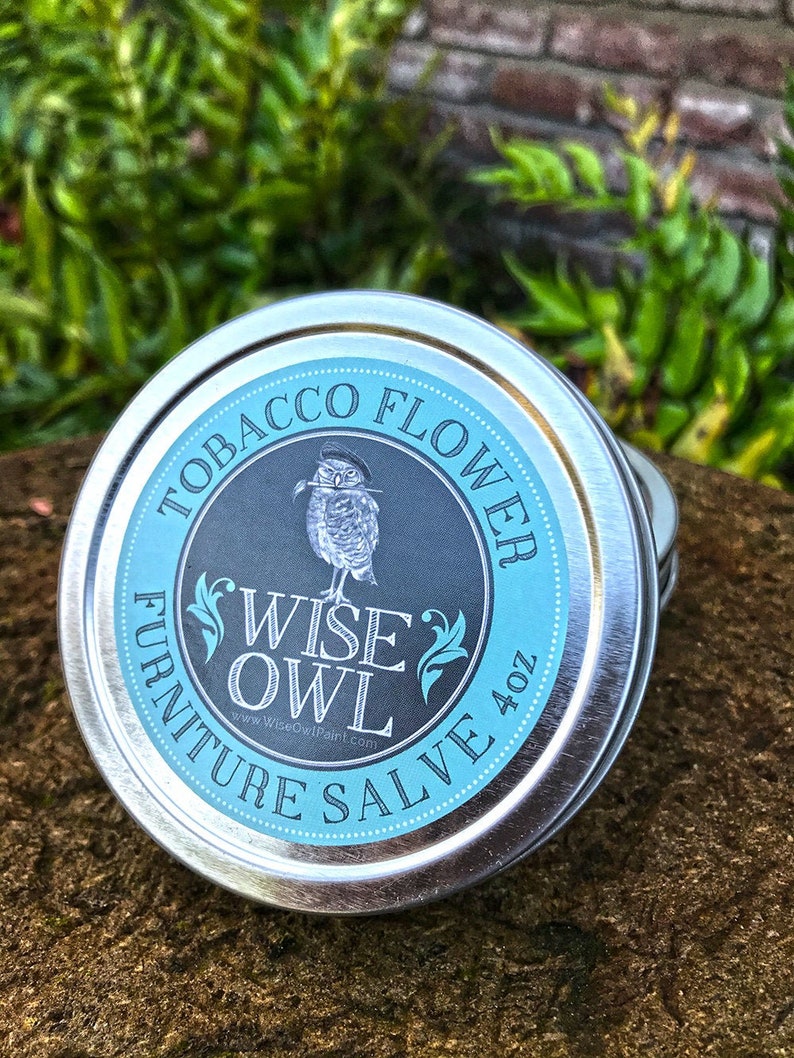 TOBACCO FLOWER
WISE
OWL
www.WiseOwlPaint.com
FURNITURE SALVE 4oz